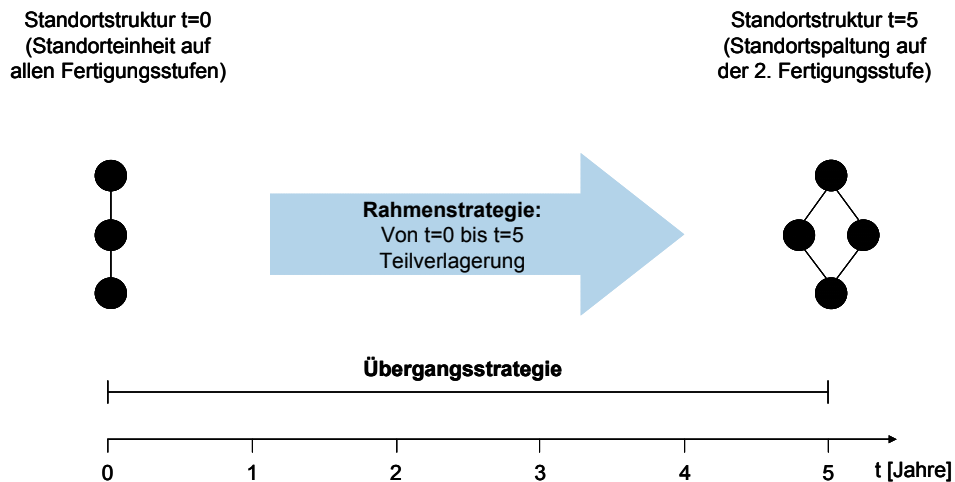 Standortstruktur t=0
(Standorteinheit auf
allen Fertigungsstufen)
Standortstruktur t=5
(Standortspaltung auf
der 2. Fertigungsstufe)
Rahmenstrategie:
Von t=0 bis t=5
Teilverlagerung
Übergangsstrategie
0 1 2 3 4 5 t [Jahre]